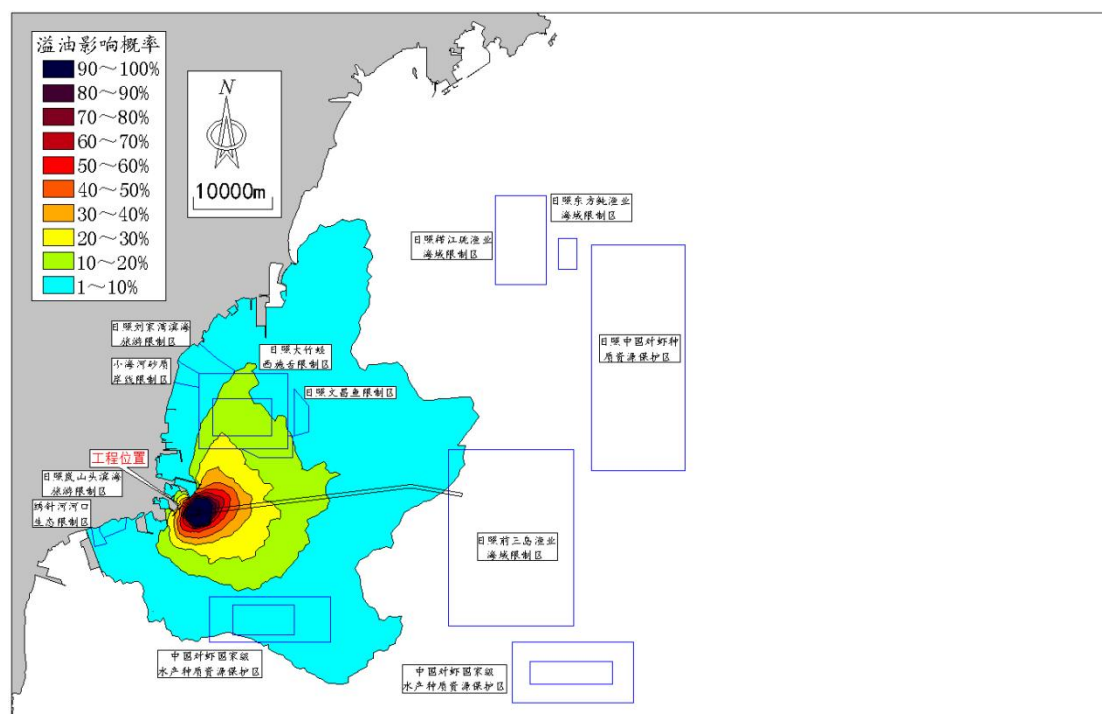 溢油影响概率
90～100%
80～90%
70～80%
60～70%
50～60%
40～50%
30～40%
20～30%
10～20%
1～10%
N
10000m
日照东方鲀渔业
海域限制区
日照栉江珧渔业
海域限制区
日照中国对虾种
质资源保护区
日照刘家湾滨海
旅游限制区
日照大竹蛏
西施舌限制区
小海河砂质
岸线限制区
日照文昌鱼限制区
工程位置
日照岚山头滨海
旅游限制区
绣针河河口
生态限制区
日照前三岛渔业
海域限制区
中国对虾国家级
水产种质资源保护区
中国对虾国家级
水产种质资源保护区